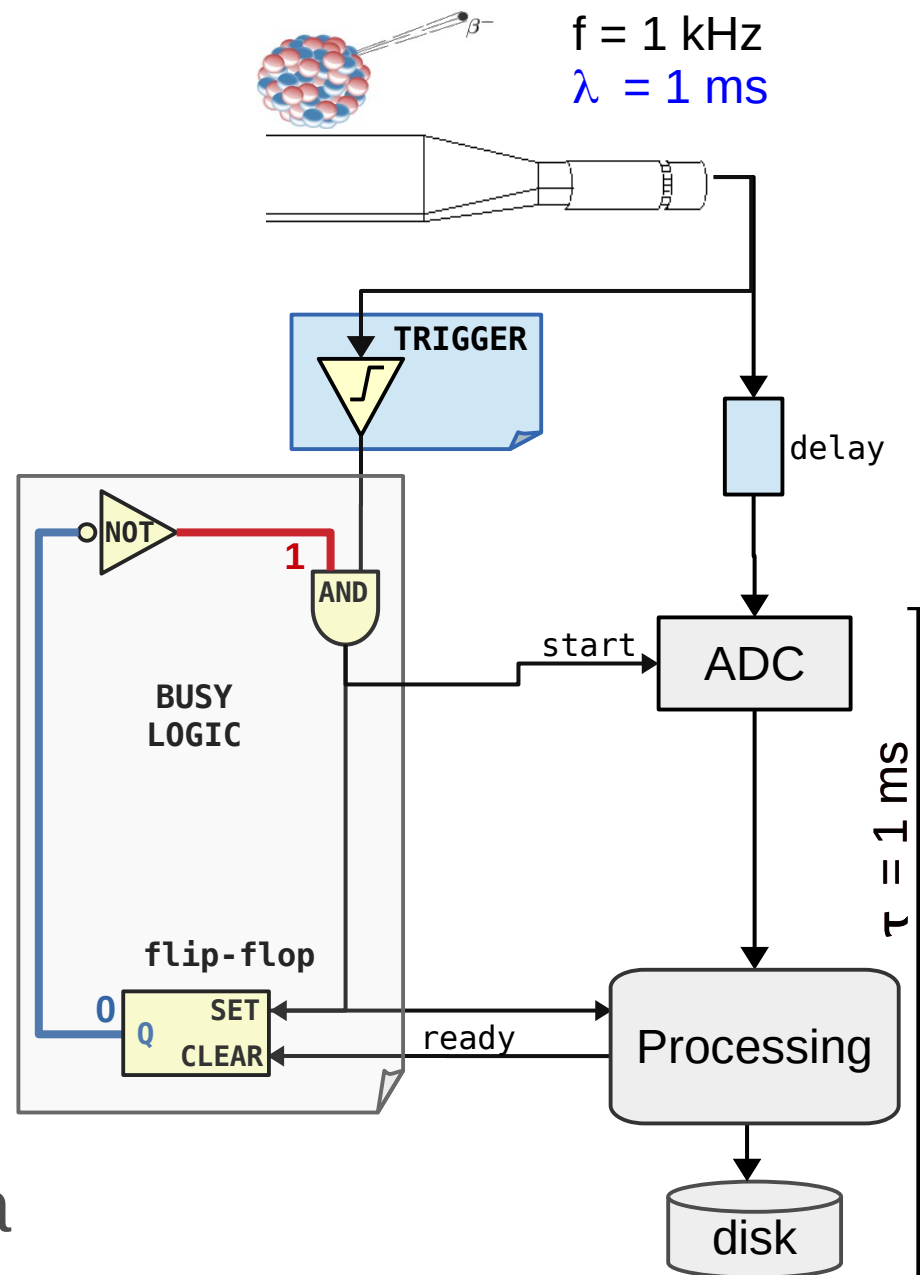 β⁻
f = 1 kHz
λ = 1 ms
TRIGGER
delay
NOT
1
AND
start
ADC
BUSY
LOGIC
τ = 1 ms
flip-flop
0
Q
SET
CLEAR
ready
Processing
a
disk